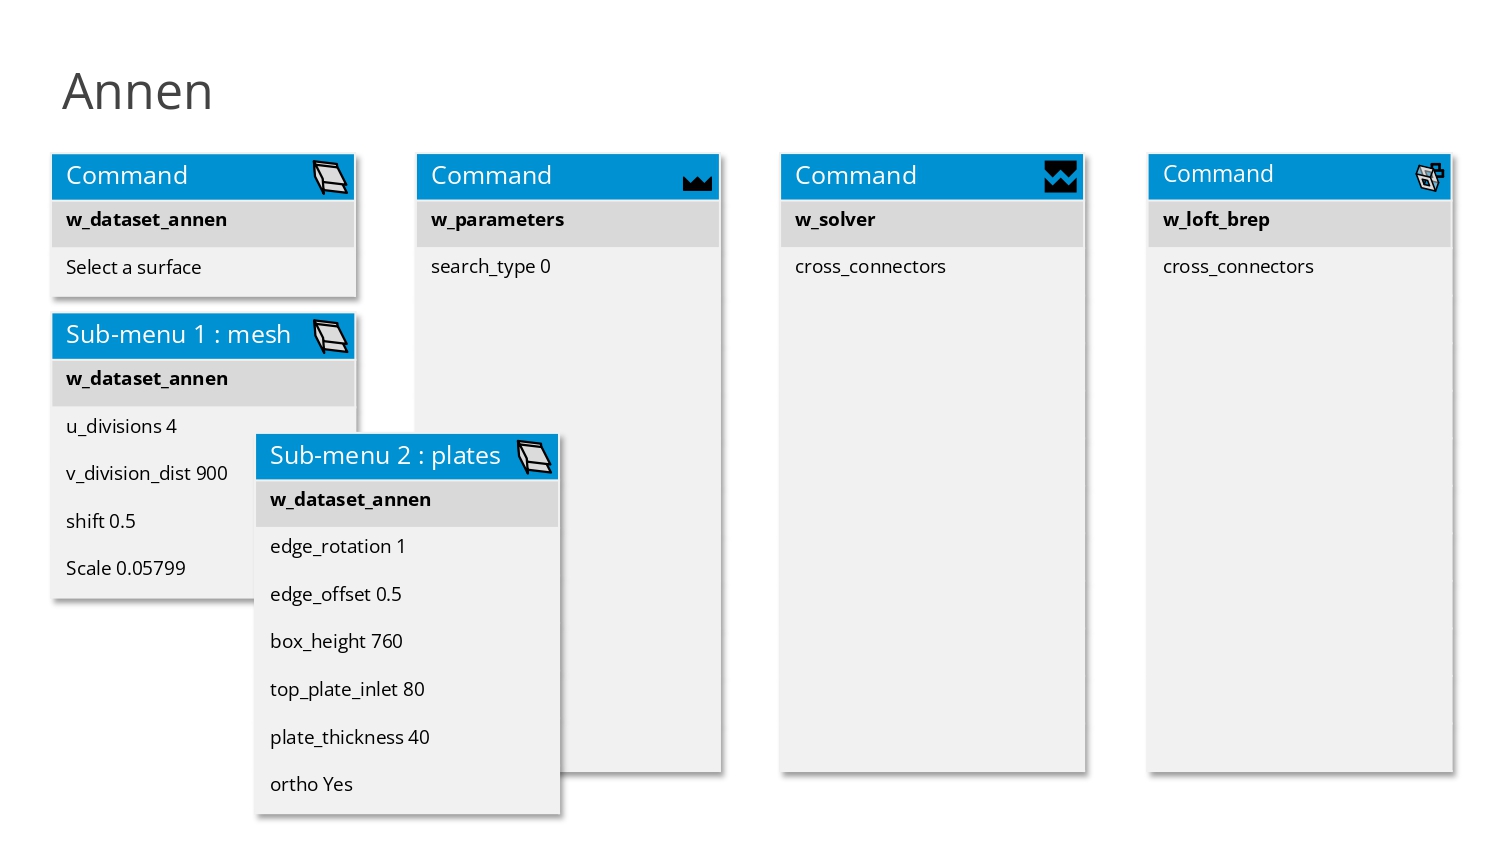 Annen
Command
w_dataset_annen
Select a surface
Sub-menu 1 : mesh
w_dataset_annen
u_divisions 4
v_division_dist 900
shift 0.5
Scale 0.05799
Sub-menu 2 : plates
w_dataset_annen
edge_rotation 1
edge_offset 0.5
box_height 760
top_plate_inlet 80
plate_thickness 40
ortho Yes
Command
w_parameters
search_type 0
Command
w_solver
cross_connectors
Command
w_loft_brep
cross_connectors